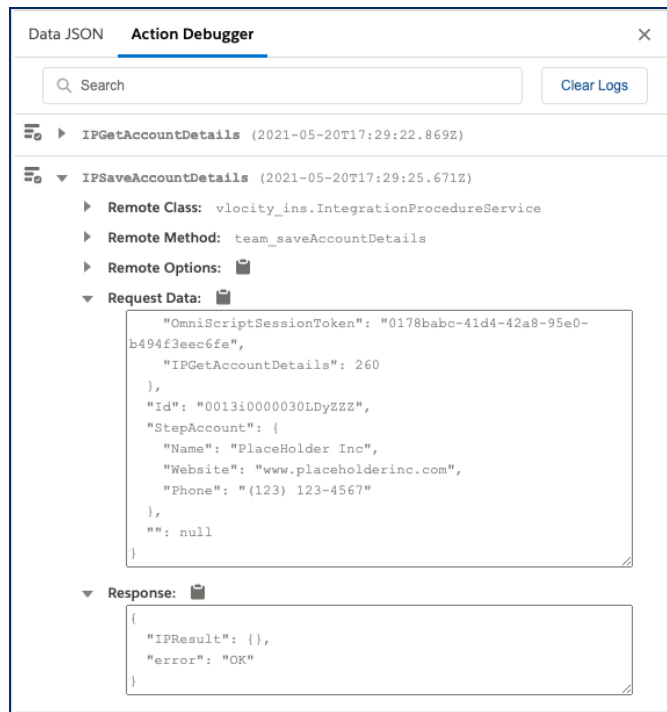 Data JSON Action Debugger
Search Clear Logs
IPGetAccountDetails (2021-05-20T17:29:22.869Z)
IPSaveAccountDetails (2021-05-20T17:29:25.671Z)
Remote Class: vlocity_ins.IntegrationProcedureService
Remote Method: team_saveAccountDetails
Remote Options:
Request Data:
"OmniScriptSessionToken": "0178babc-41d4-42a8-95e0-
b494f3eec6fe",
"IPGetAccountDetails": 260
},
"Id": "0013i0000030LDyZZZ",
"StepAccount": {
"Name": "PlaceHolder Inc",
"Website": "www.placeholderinc.com",
"Phone": "(123) 123-4567"
},
"": null
}
Response:
{
"IPResult": {},
"error": "OK"
}